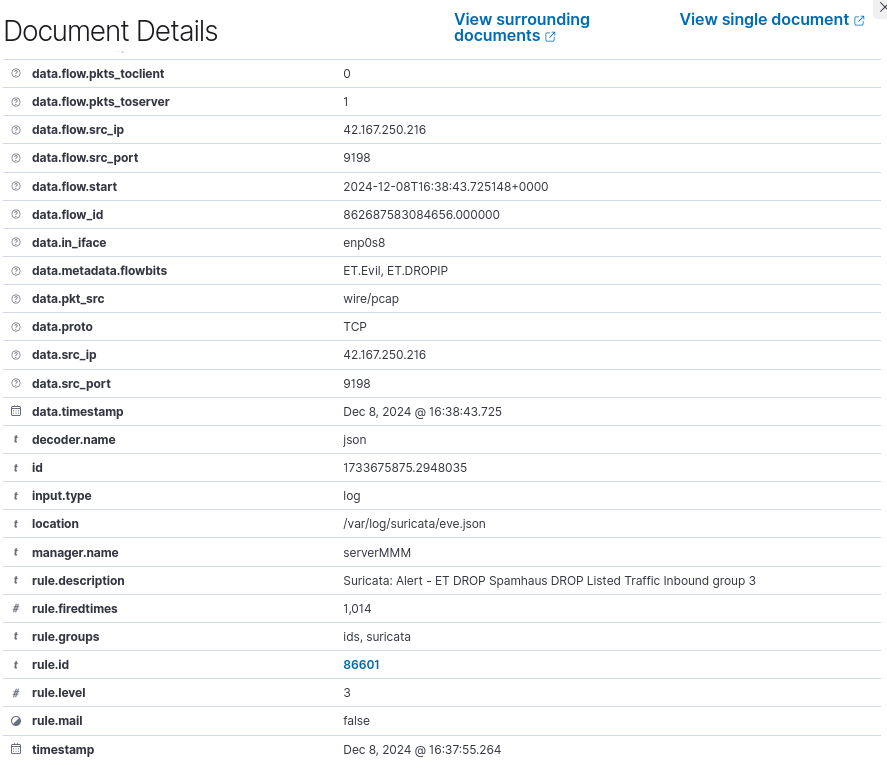 Document Details
View surrounding
documents
View single document
data.flow.pkts_toclient 0
data.flow.pkts_toserver 1
data.flow.src_ip 42.167.250.216
data.flow.src_port 9198
data.flow.start 2024-12-08T16:38:43.725148+0000
data.flow_id 862687583084656.000000
data.in_iface enp0s8
data.metadata.flowbits ET.Evil, ET.DROPIP
data.pkt_src wire/pcap
data.proto TCP
data.src_ip 42.167.250.216
data.src_port 9198
data.timestamp Dec 8, 2024 @ 16:38:43.725
t decoder.name json
t id 1733675875.2948035
t input.type log
t location /var/log/suricata/eve.json
t manager.name serverMMM
t rule.description Suricata: Alert - ET DROP Spamhaus DROP Listed Traffic Inbound group 3
# rule.firedtimes 1,014
t rule.groups ids, suricata
t rule.id 86601
# rule.level 3
rule.mail false
timestamp Dec 8, 2024 @ 16:37:55.264